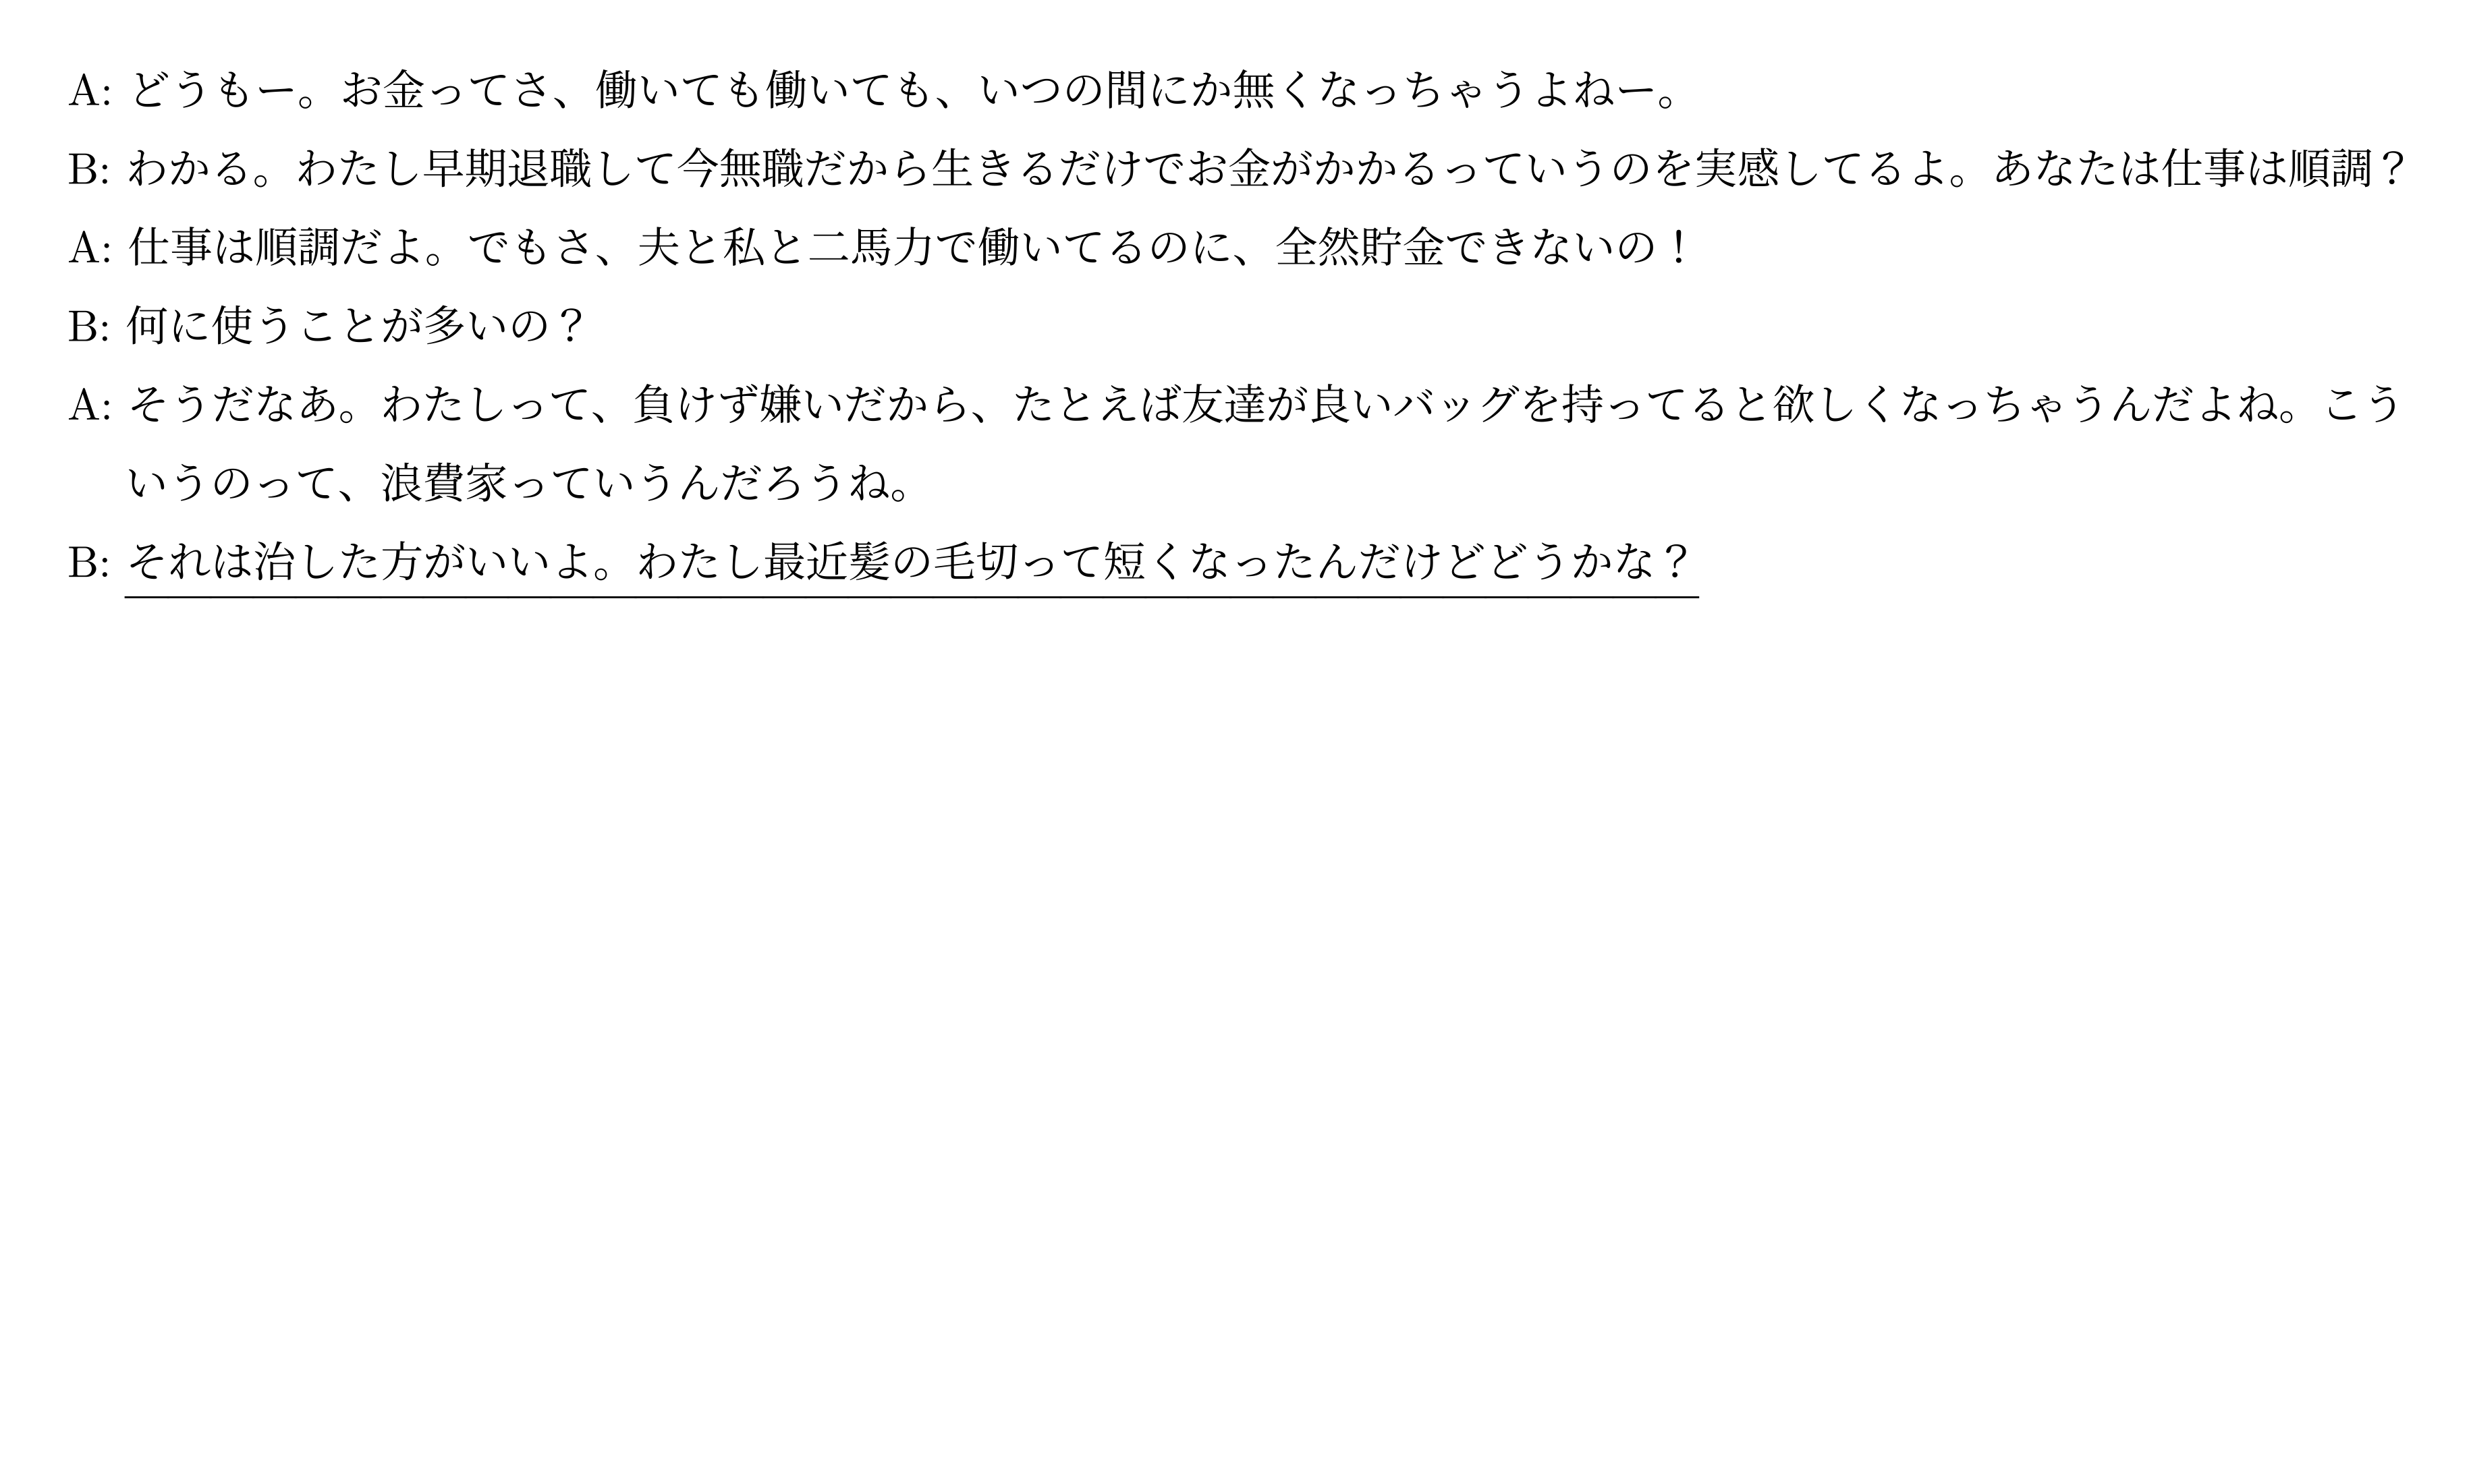 A: どうもー。お金ってさ、働いても働いても、いつの間にか無くなっちゃうよねー。
B: わかる。わたし早期退職して今無職だから生きるだけでお金がかかるっていうのを実感してるよ。あなたは仕事は順調？
A: 仕事は順調だよ。でもさ、夫と私と二馬力で働いてるのに、全然貯金できないの！
B: 何に使うことが多いの？
A: そうだなあ。わたしって、負けず嫌いだから、たとえば友達が良いバッグを持ってると欲しくなっちゃうんだよね。こう
いうのって、浪費家っていうんだろうね。
B: それは治した方がいいよ。わたし最近髪の毛切って短くなったんだけどどうかな？